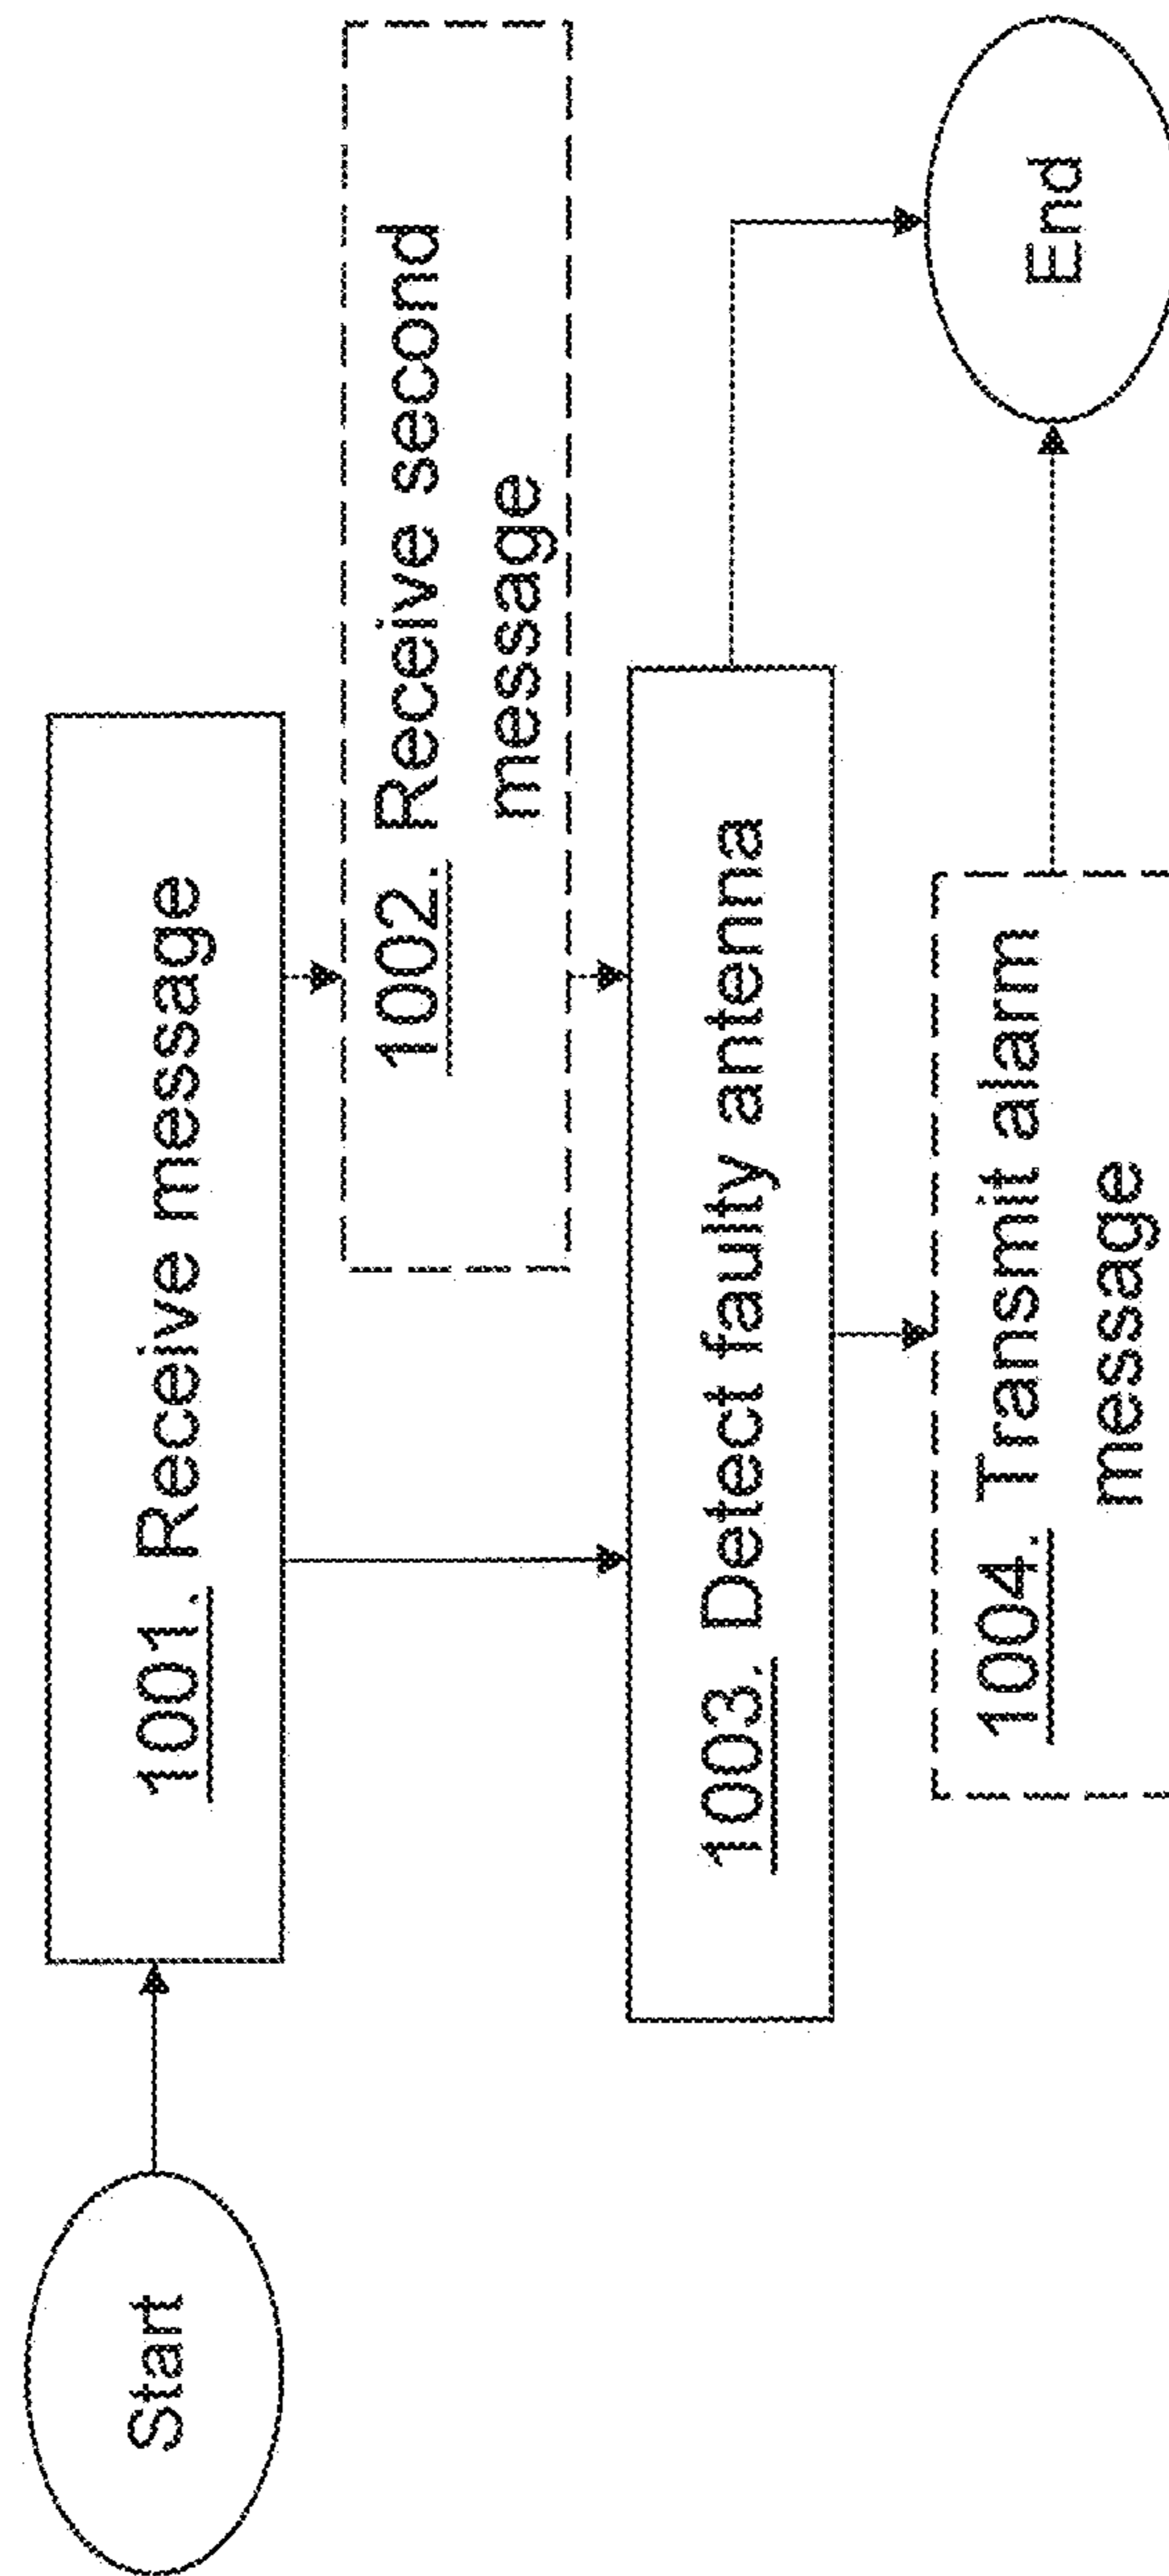 Start
1001. Receive message
1002. Receive second
message
1003. Detect faulty antenna
1004. Transmit alarm
message
End